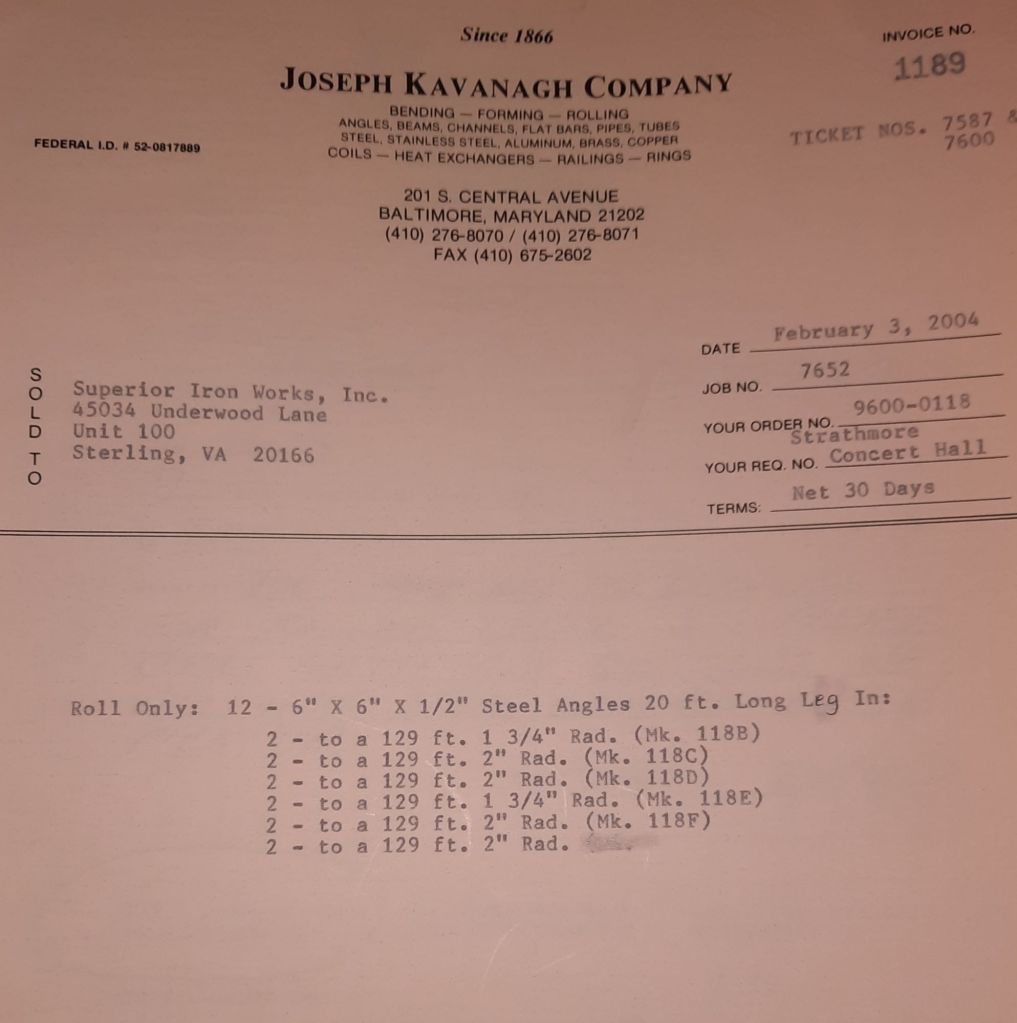 Since 1866
INVOICE NO.
1189
JOSEPH KAVANAGH COMPANY
BENDING — FORMING — ROLLING
ANGLES, BEAMS, CHANNELS, FLAT BARS, PIPES, TUBES
STEEL, STAINLESS STEEL, ALUMINUM, BRASS, COPPER
COILS — HEAT EXCHANGERS — RAILINGS — RINGS
FEDERAL I.D. # 52-0817889
TICKET NOS. 7587 &
7600
201 S. CENTRAL AVENUE
BALTIMORE, MARYLAND 21202
(410) 276-8070 / (410) 276-8071
FAX (410) 675-2602
DATE February 3, 2004
JOB NO. 7652
YOUR ORDER NO. 9600-0118
Strathmore
YOUR REQ. NO. Concert Hall
TERMS: Net 30 Days
SOLD TO
Superior Iron Works, Inc.
45034 Underwood Lane
Unit 100
Sterling, VA 20166
Roll Only: 12 - 6" X 6" X 1/2" Steel Angles 20 ft. Long Leg In:
2 - to a 129 ft. 1 3/4" Rad. (Mk. 118B)
2 - to a 129 ft. 2" Rad. (Mk. 118C)
2 - to a 129 ft. 2" Rad. (Mk. 118D)
2 - to a 129 ft. 1 3/4" Rad. (Mk. 118E)
2 - to a 129 ft. 2" Rad. (Mk. 118F)
2 - to a 129 ft. 2" Rad.